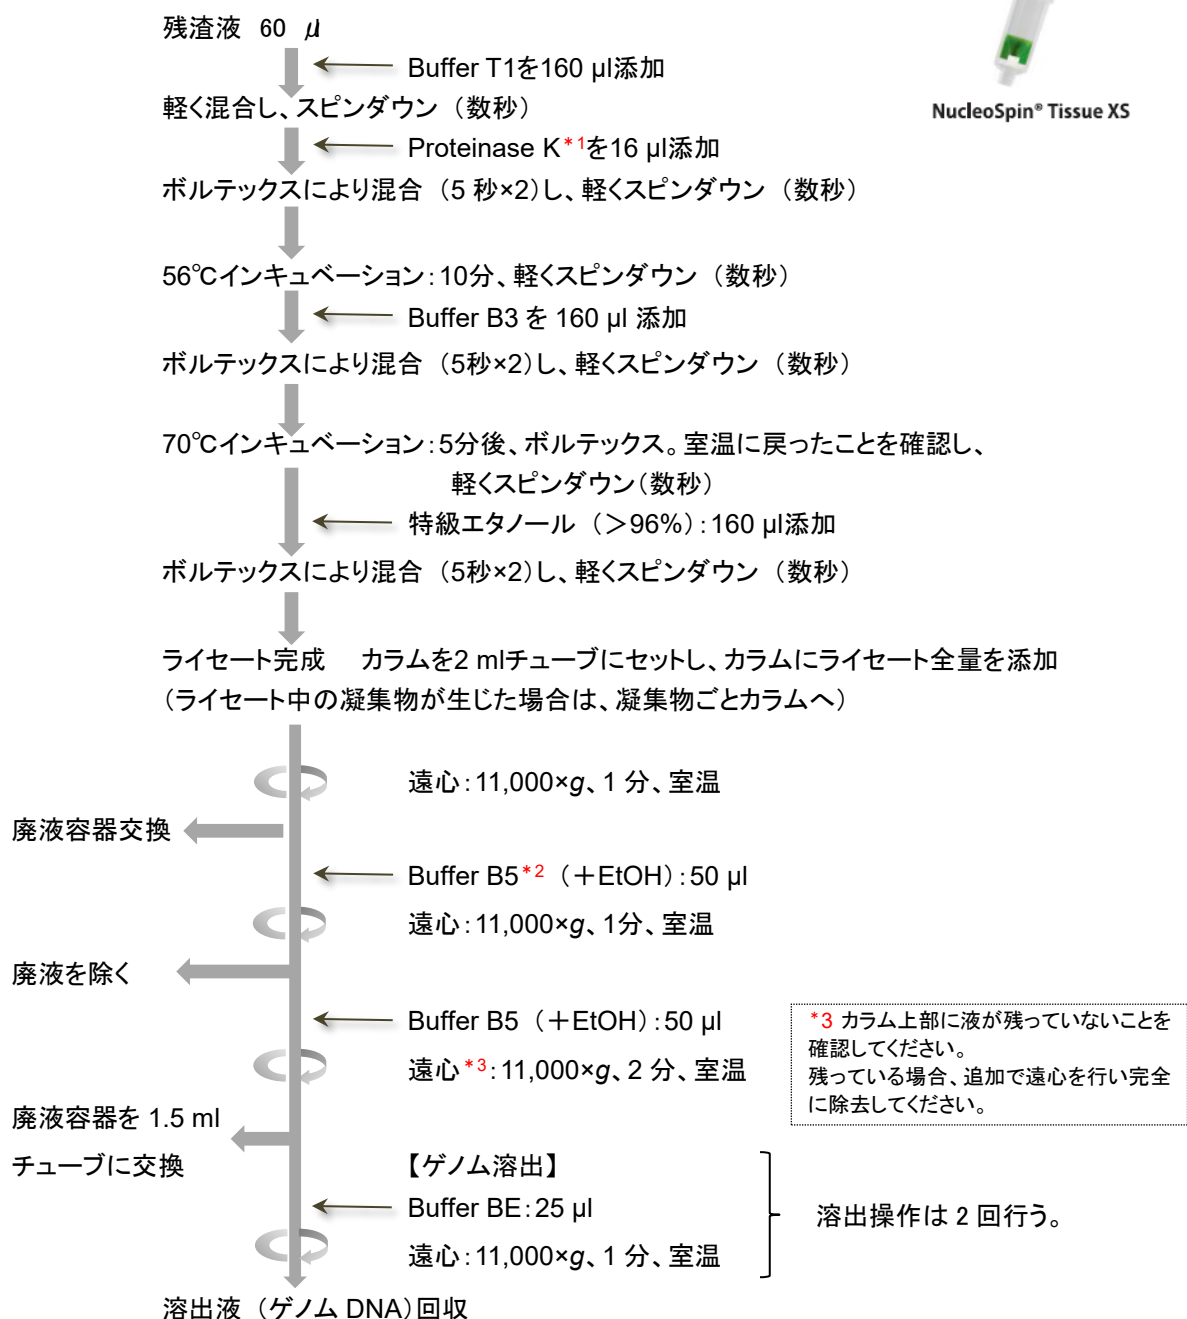 残渣液 60 μl
Buffer T1を160 µl添加
NucleoSpin® Tissue XS
軽く混合し、スピンダウン (数秒)
Proteinase K*1を16 µl添加
ボルテックスにより混合 (5 秒×2)し、軽くスピンダウン (数秒)
56℃インキュベーション:10分、軽くスピンダウン (数秒)
Buffer B3 を 160 µl 添加
ボルテックスにより混合 (5秒×2)し、軽くスピンダウン (数秒)
70℃インキュベーション:5分後、ボルテックス。室温に戻ったことを確認し、
軽くスピンダウン(数秒)
特級エタノール (>96%):160 µl添加
ボルテックスにより混合 (5秒×2)し、軽くスピンダウン (数秒)
ライセート完成 カラムを2 mlチューブにセットし、カラムにライセート全量を添加
(ライセート中の凝集物が生じた場合は、凝集物ごとカラムへ)
遠心:11,000×g、1 分、室温
廃液容器交換
Buffer B5*2 (+EtOH):50 µl
遠心:11,000×g、1分、室温
廃液を除く
Buffer B5 (+EtOH):50 µl
遠心*3:11,000×g、2 分、室温
*3 カラム上部に液が残っていないことを
確認してください。
残っている場合、追加で遠心を行い完全
に除去してください。
廃液容器を 1.5 ml
チューブに交換
【ゲノム溶出】
Buffer BE:25 µl
遠心:11,000×g、1 分、室温
溶出操作は 2 回行う。
溶出液 (ゲノム DNA)回収